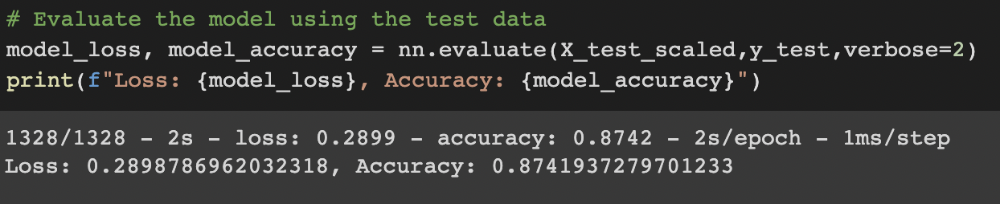 # Evaluate the model using the test data
model_loss, model_accuracy = nn.evaluate(X_test_scaled,y_test,verbose=2)
print(f"Loss: {model_loss}, Accuracy: {model_accuracy}")
1328/1328 - 2s - loss: 0.2899 - accuracy: 0.8742 - 2s/epoch - 1ms/step
Loss: 0.2898786962032318, Accuracy: 0.8741937279701233